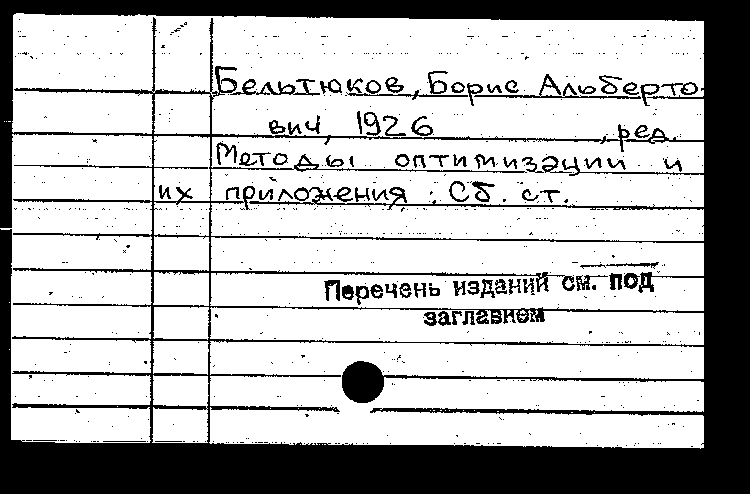 Бельтюков, Борис Альберто-
вич, 1926 , ред.
Методы оптимизации и
их приложения : Сб. ст.
Перечень изданий см. под
заглавием